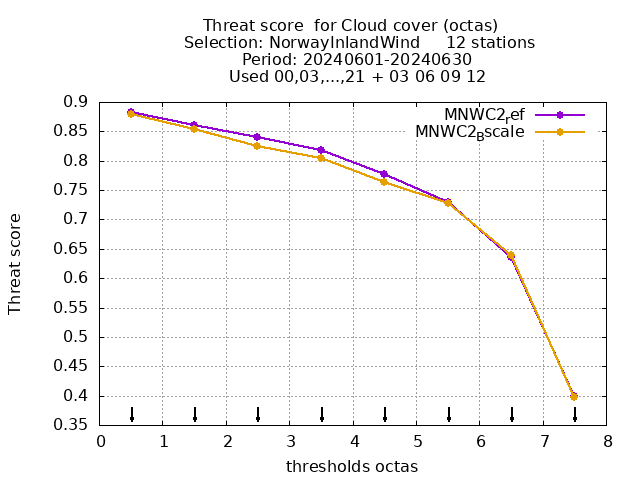 Threat score  for Cloud cover (octas)
Selection: NorwayInlandWind     12 stations
Period: 20240601-20240630
Used 00,03,...,21 + 03 06 09 12
MNWC2ref
MNWC2Bscale
0.9
0.85
0.8
0.75
0.7
0.65
0.6
0.55
0.5
0.45
0.4
0.35
Threat score
0 1 2 3 4 5 6 7 8
thresholds octas